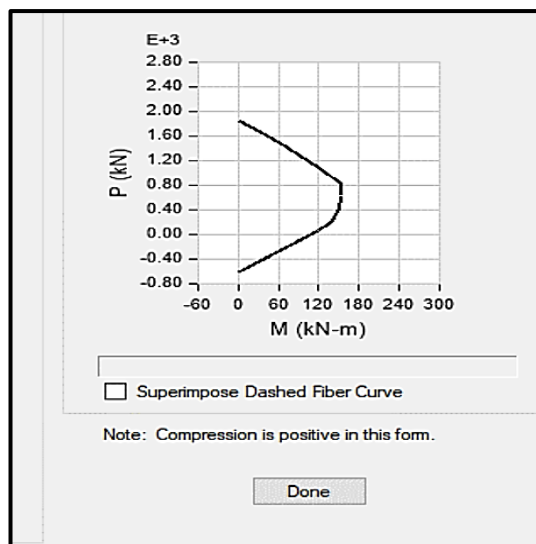 E+3
2.80
2.40
2.00
1.60
1.20
0.80
0.40
0.00
-0.40
-0.80
P (kN)
-60 0 60 120 180 240 300
M (kN-m)
Superimpose Dashed Fiber Curve
Note: Compression is positive in this form.
Done